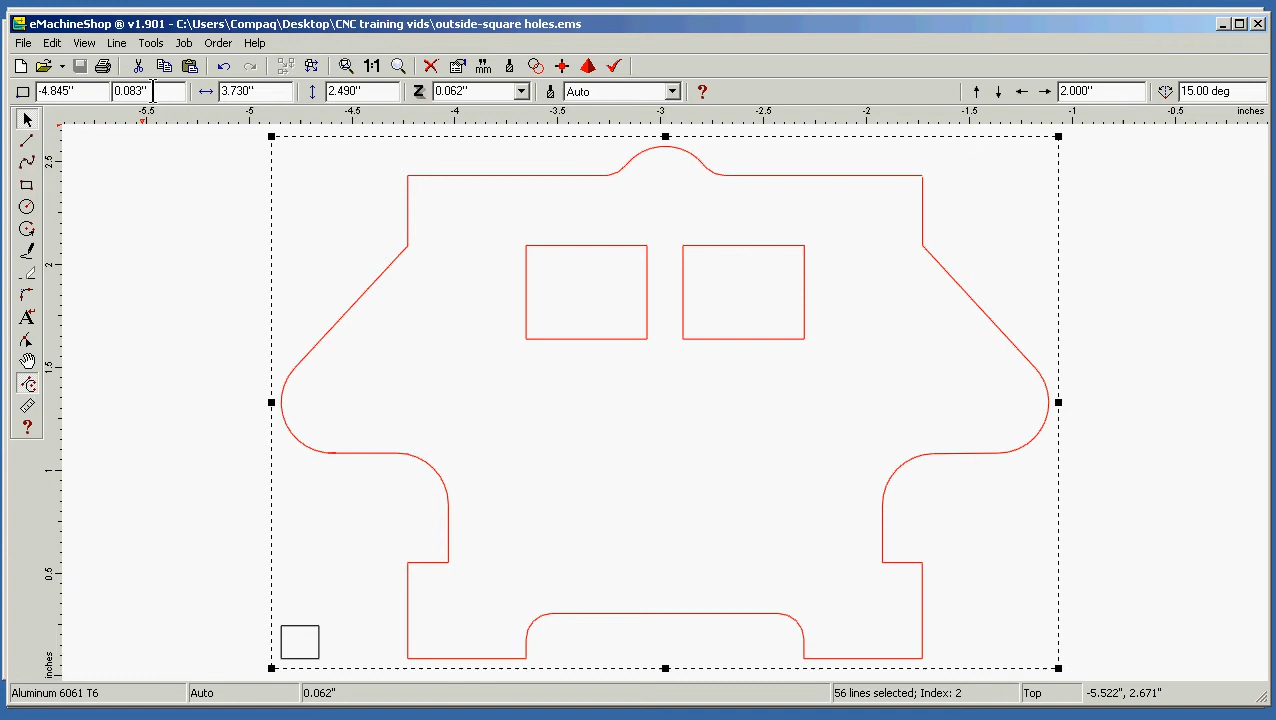 eMachineShop ® v1.901 - C:\Users\Compaq\Desktop\CNC training vids\outside-square holes.ems
File Edit View Line Tools Job Order Help
1:1 mm
-4.845" 0.083" 3.730" 2.490" 0.062" Auto ? 2.000" 15.00 deg
-5.5 -5 -4.5 -4 -3.5 -3 -2.5 -2 -1.5 -1 -0.5 inches
2.5
2
1.5
1
0.5
inches
A
?
Aluminum 6061 T6 Auto 0.062" 56 lines selected; Index: 2 Top -5.522", 2.671"